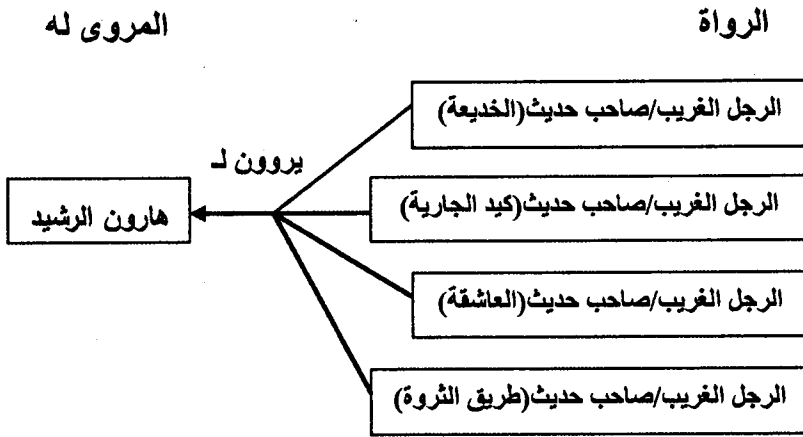 الرواة
المروى له
الرجل الغريب/صاحب حديث(الخديعة)
يروون لـ
الرجل الغريب/صاحب حديث(كيد الجارية)
هارون الرشيد
الرجل الغريب/صاحب حديث(العاشقة)
الرجل الغريب/صاحب حديث(طريق الثروة)